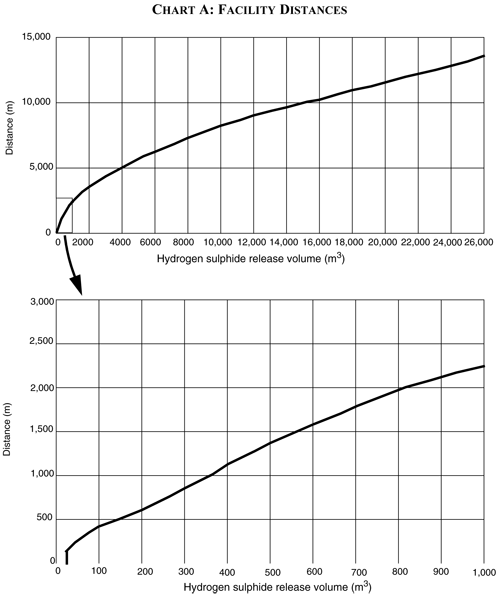 CHART A: FACILITY DISTANCES
15,000
10,000
5,000
0
Distance (m)
0 2000 4000 6000 8000 10,000 12,000 14,000 16,000 18,000 20,000 22,000 24,000 26,000
Hydrogen sulphide release volume (m³)
3,000
2,500
2,000
1,500
1,000
500
0
Distance (m)
0 100 200 300 400 500 600 700 800 900 1,000
Hydrogen sulphide release volume (m³)